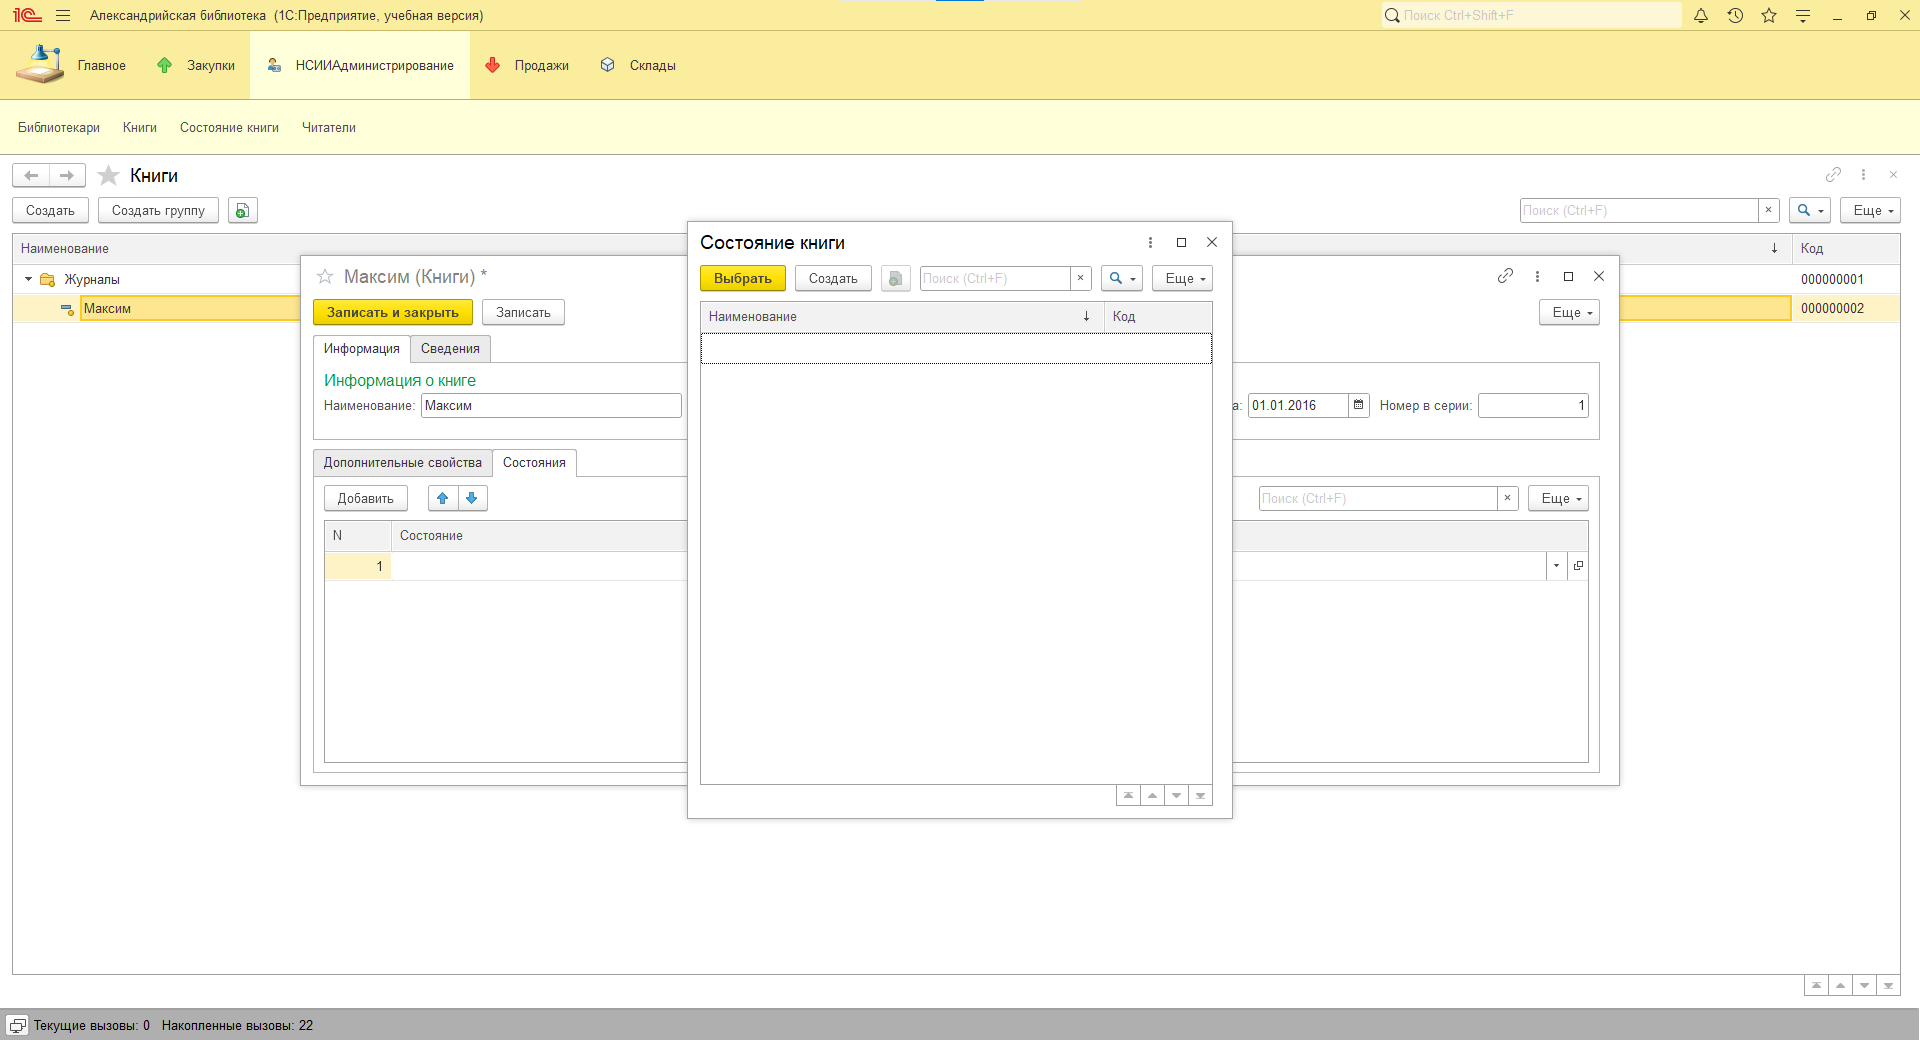 Александрийская библиотека (1С:Предприятие, учебная версия)
Поиск Ctrl+Shift+F
Главное
Закупки
НСИИАдминистрирование
Продажи
Склады
Библиотекари
Книги
Состояние книги
Читатели
Книги
Создать
Создать группу
Поиск (Ctrl+F)
Еще
Наименование
Код
Журналы
000000001
Максим
000000002
Максим (Книги) *
Записать и закрыть
Записать
Еще
Информация
Сведения
Информация о книге
Наименование: Максим
а: 01.01.2016
Номер в серии: 1
Дополнительные свойства
Состояния
Добавить
Поиск (Ctrl+F)
Еще
N
Состояние
1
Состояние книги
Выбрать
Создать
Поиск (Ctrl+F)
Еще
Наименование
Код
Текущие вызовы: 0 Накопленные вызовы: 22